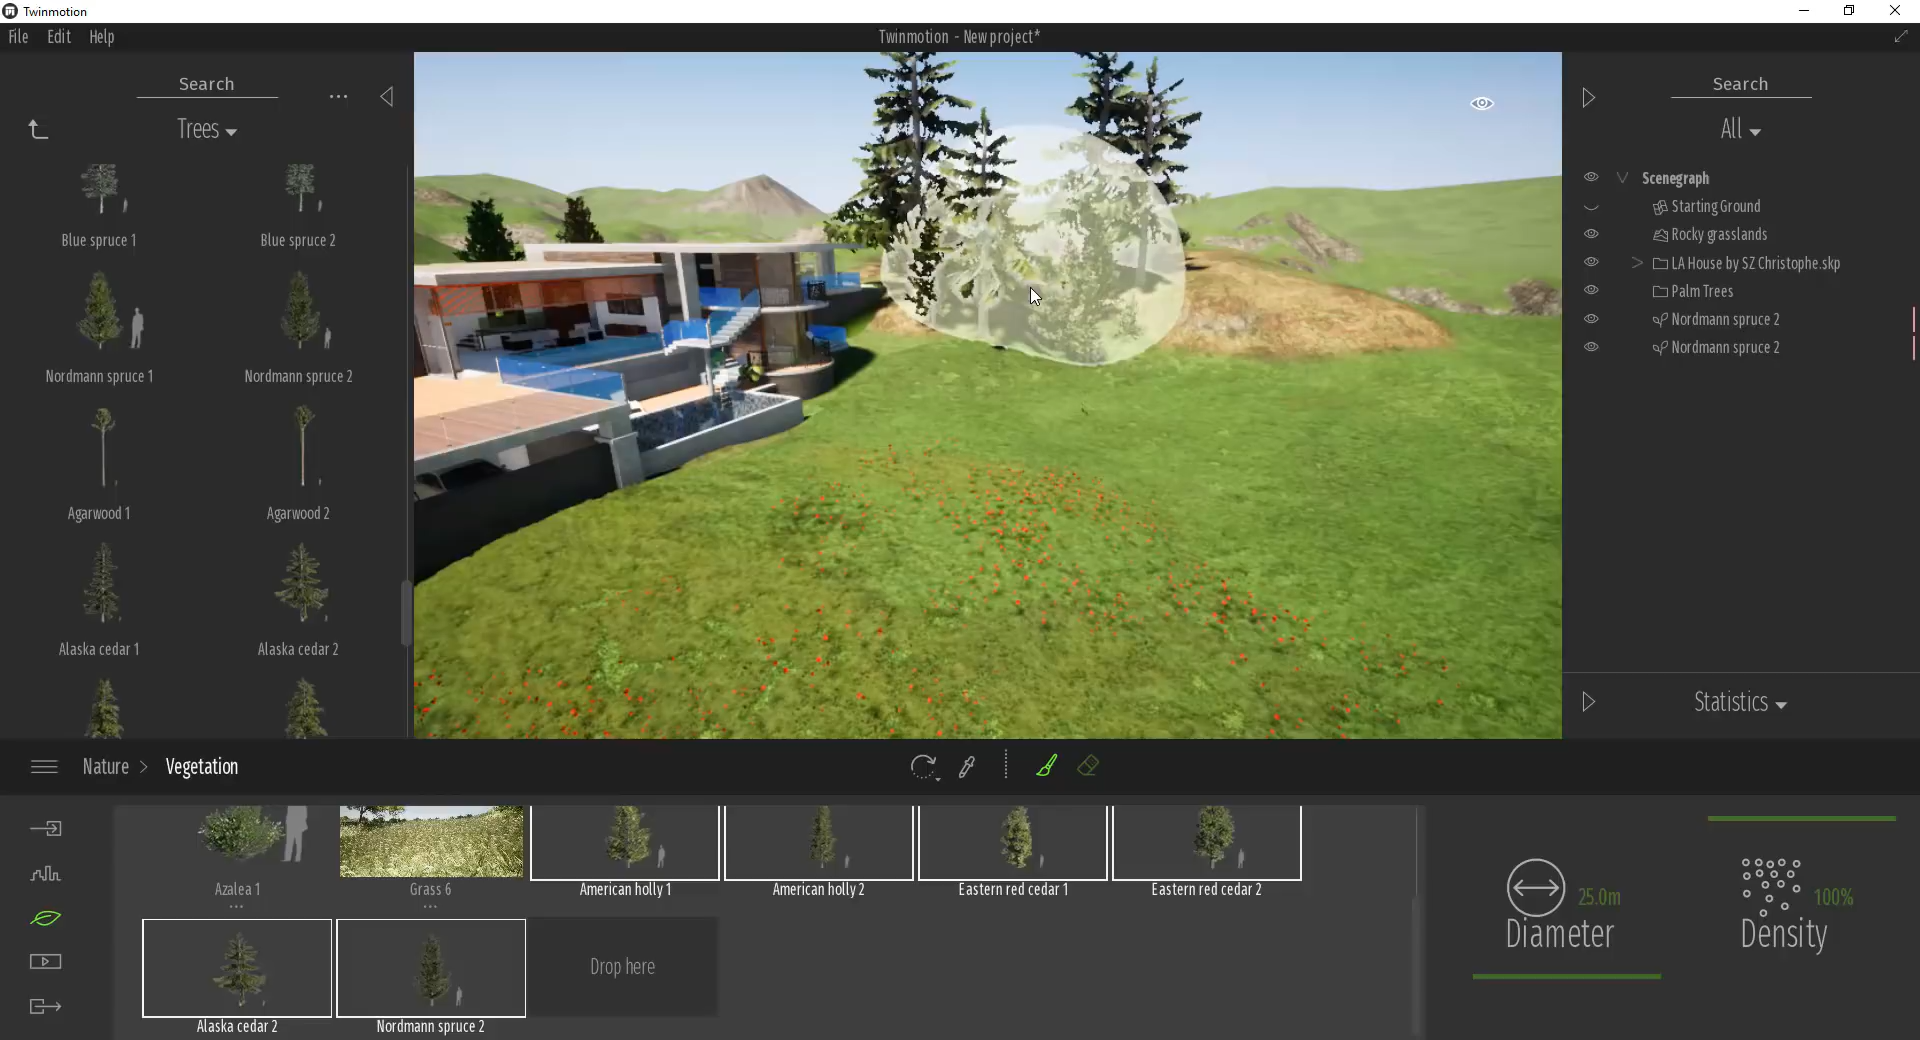 Twinmotion
File Edit Help
Twinmotion - New project*
Search
...
Trees
Blue spruce 1
Blue spruce 2
Nordmann spruce 1
Nordmann spruce 2
Agarwood 1
Agarwood 2
Alaska cedar 1
Alaska cedar 2
Search
All
Scenegraph
Starting Ground
Rocky grasslands
LA House by SZ Christophe.skp
Palm Trees
Nordmann spruce 2
Nordmann spruce 2
Statistics
Nature > Vegetation
Azalea 1
...
Grass 6
...
American holly 1
American holly 2
Eastern red cedar 1
Eastern red cedar 2
Alaska cedar 2
Nordmann spruce 2
Drop here
25.0m
Diameter
100%
Density